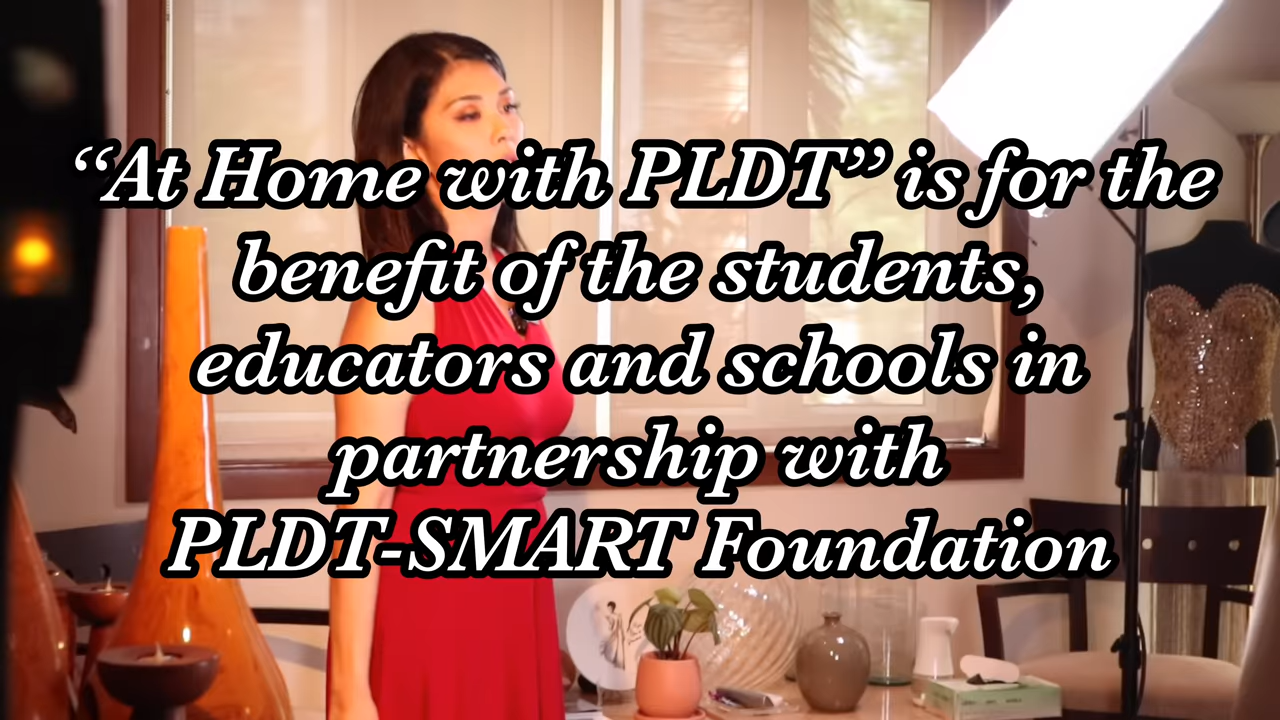 “At Home with PLDT” is for the
benefit of the students,
educators and schools in
partnership with
PLDT-SMART Foundation